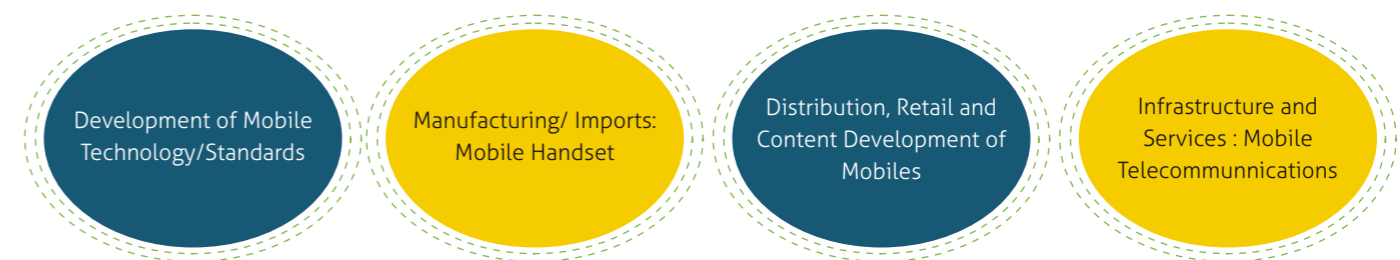 Development of Mobile
Technology/Standards
Manufacturing/ Imports:
Mobile Handset
Distribution, Retail and
Content Development of
Mobiles
Infrastructure and
Services : Mobile
Telecommunnications